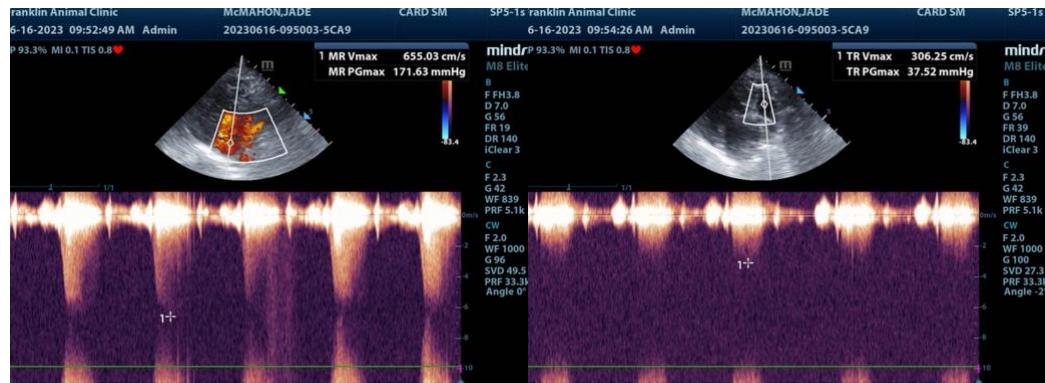 ranklin Animal Clinic McMAHON,JADE CARD SM SP5-1s
6-16-2023 09:52:49 AM Admin 20230616-095003-5CA9
P 93.3% MI 0.1 TIS 0.8
1 MR Vmax 655.03 cm/s
MR PGmax 171.63 mmHg
mindr
M8 Elite
m
B
F FH3.8
D 7.0
G 56
FR 19
DR 140
iClear 3
-83.4
C
F 2.3
G 42
WF 839
PRF 5.1k
CW
F 2.0
WF 1000
G 96
SVD 49.5
PRF 33.3k
Angle 0°
1/1
0m/s
-2
-4
-6
-8
-10
1
ranklin Animal Clinic McMAHON,JADE CARD SM SP5-1s
6-16-2023 09:54:26 AM Admin 20230616-095003-5CA9
P 93.3% MI 0.1 TIS 0.8
1 TR Vmax 306.25 cm/s
TR PGmax 37.52 mmHg
mindr
M8 Elite
m
B
F FH3.8
D 7.0
G 56
FR 39
DR 140
iClear 3
-83.4
C
F 2.3
G 42
WF 839
PRF 5.1k
CW
F 2.0
WF 1000
G 100
SVD 27.3
PRF 33.3k
Angle -2
1/1
0m/s
-2
-4
-6
-8
-10
1